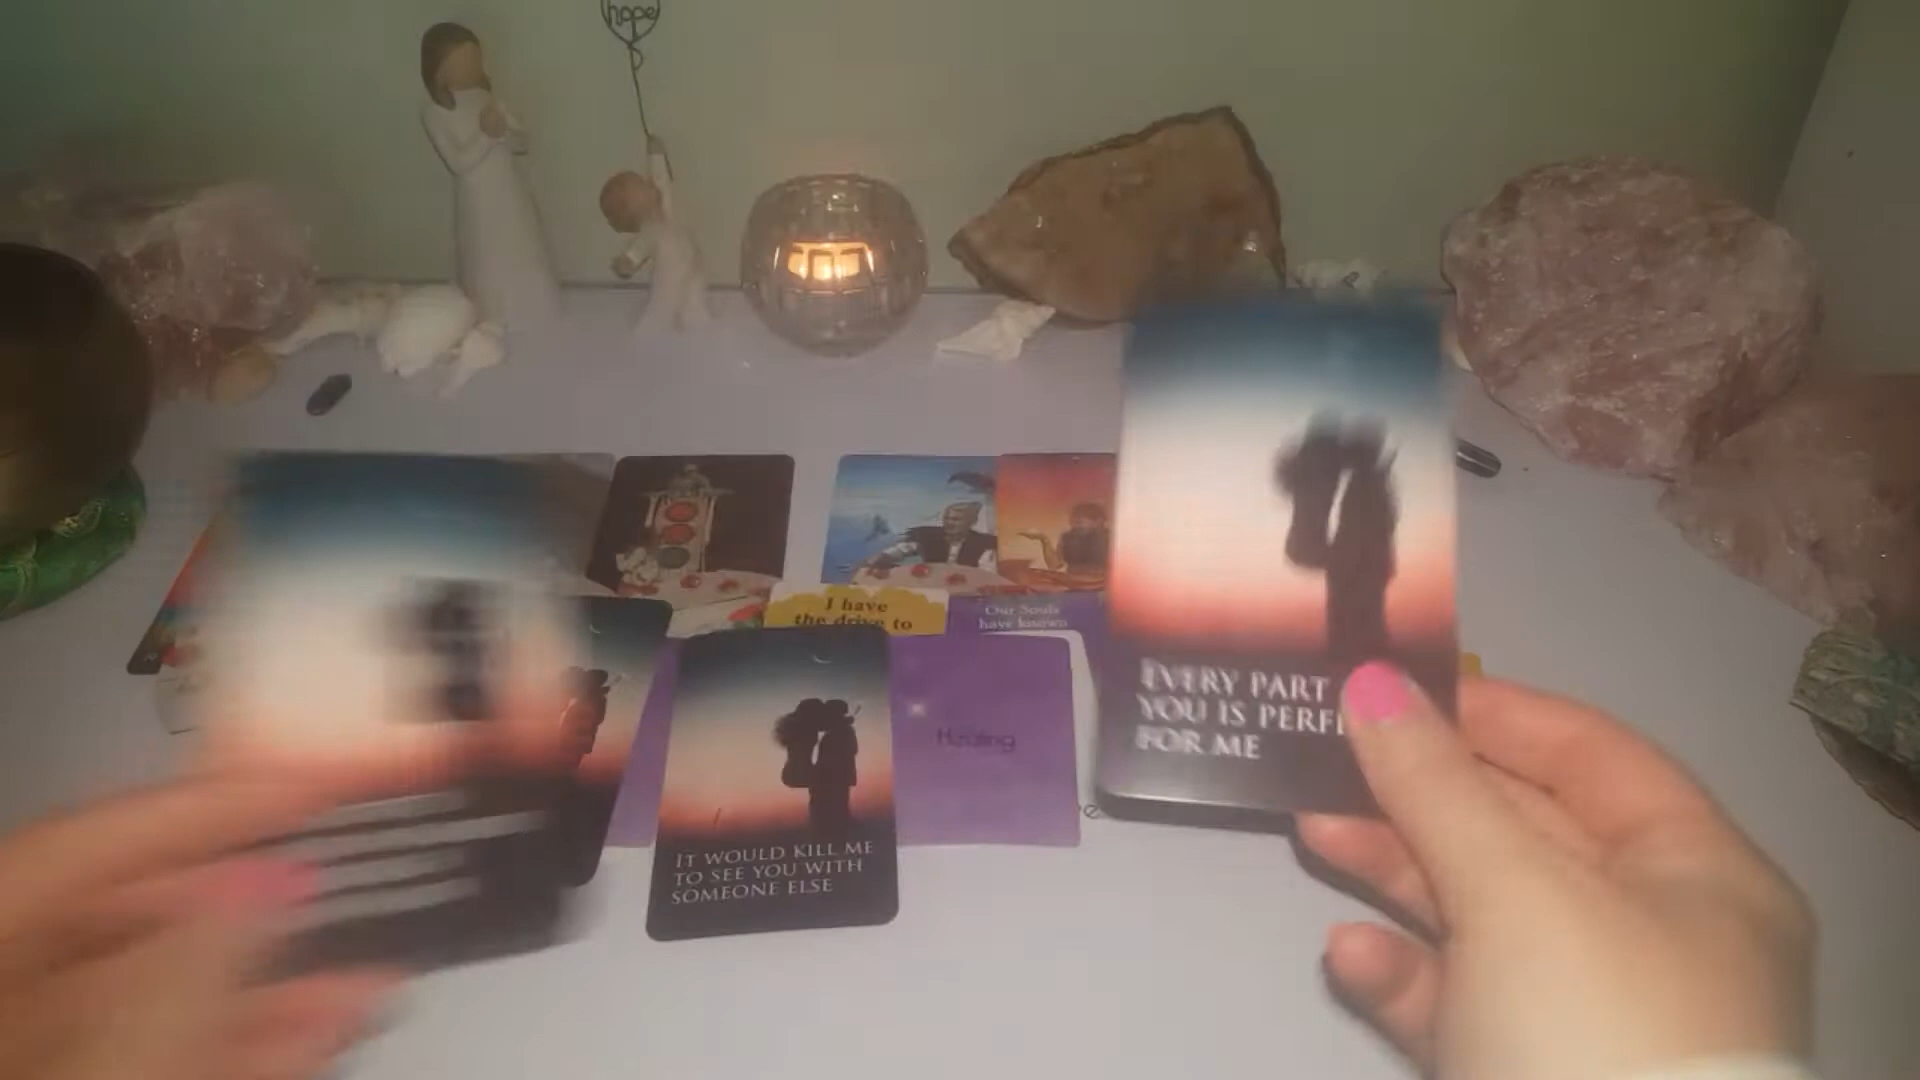 hope
I have
the drive to
Our Souls
have known
Healing
EVERY PART
YOU IS
FOR ME
IT WOULD KILL ME
TO SEE YOU WITH
SOMEONE ELSE